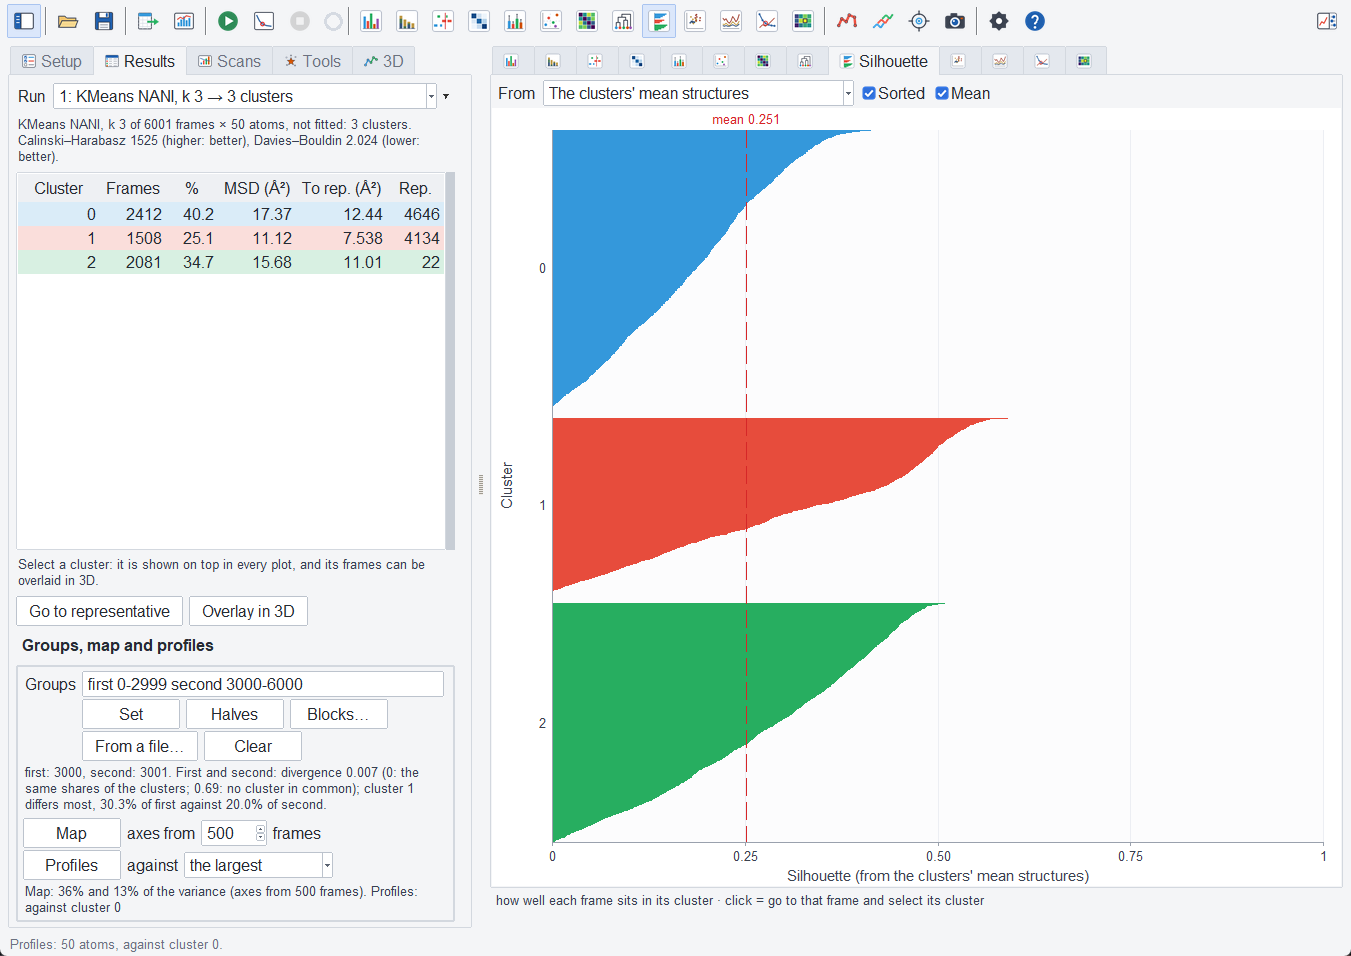 Setup
Results
Scans
Tools
3D
Silhouette
Run
1: KMeans NANI, k 3 → 3 clusters
KMeans NANI, k 3 of 6001 frames × 50 atoms, not fitted: 3 clusters.
Calinski–Harabasz 1525 (higher: better), Davies–Bouldin 2.024 (lower:
better).
Cluster Frames % MSD (Å²) To rep. (Å²) Rep.
0 2412 40.2 17.37 12.44 4646
1 1508 25.1 11.12 7.538 4134
2 2081 34.7 15.68 11.01 22
Select a cluster: it is shown on top in every plot, and its frames can be
overlaid in 3D.
Go to representative
Overlay in 3D
Groups, map and profiles
Groups
first 0-2999 second 3000-6000
Set
Halves
Blocks...
From a file...
Clear
first: 3000, second: 3001. First and second: divergence 0.007 (0: the
same shares of the clusters; 0.69: no cluster in common); cluster 1
differs most, 30.3% of first against 20.0% of second.
Map
axes from
500
frames
Profiles
against
the largest
Map: 36% and 13% of the variance (axes from 500 frames). Profiles:
against cluster 0
Profiles: 50 atoms, against cluster 0.
From
The clusters' mean structures
Sorted
Mean
mean 0.251
Cluster
0
1
2
0 0.25 0.50 0.75 1
Silhouette (from the clusters' mean structures)
how well each frame sits in its cluster · click = go to that frame and select its cluster